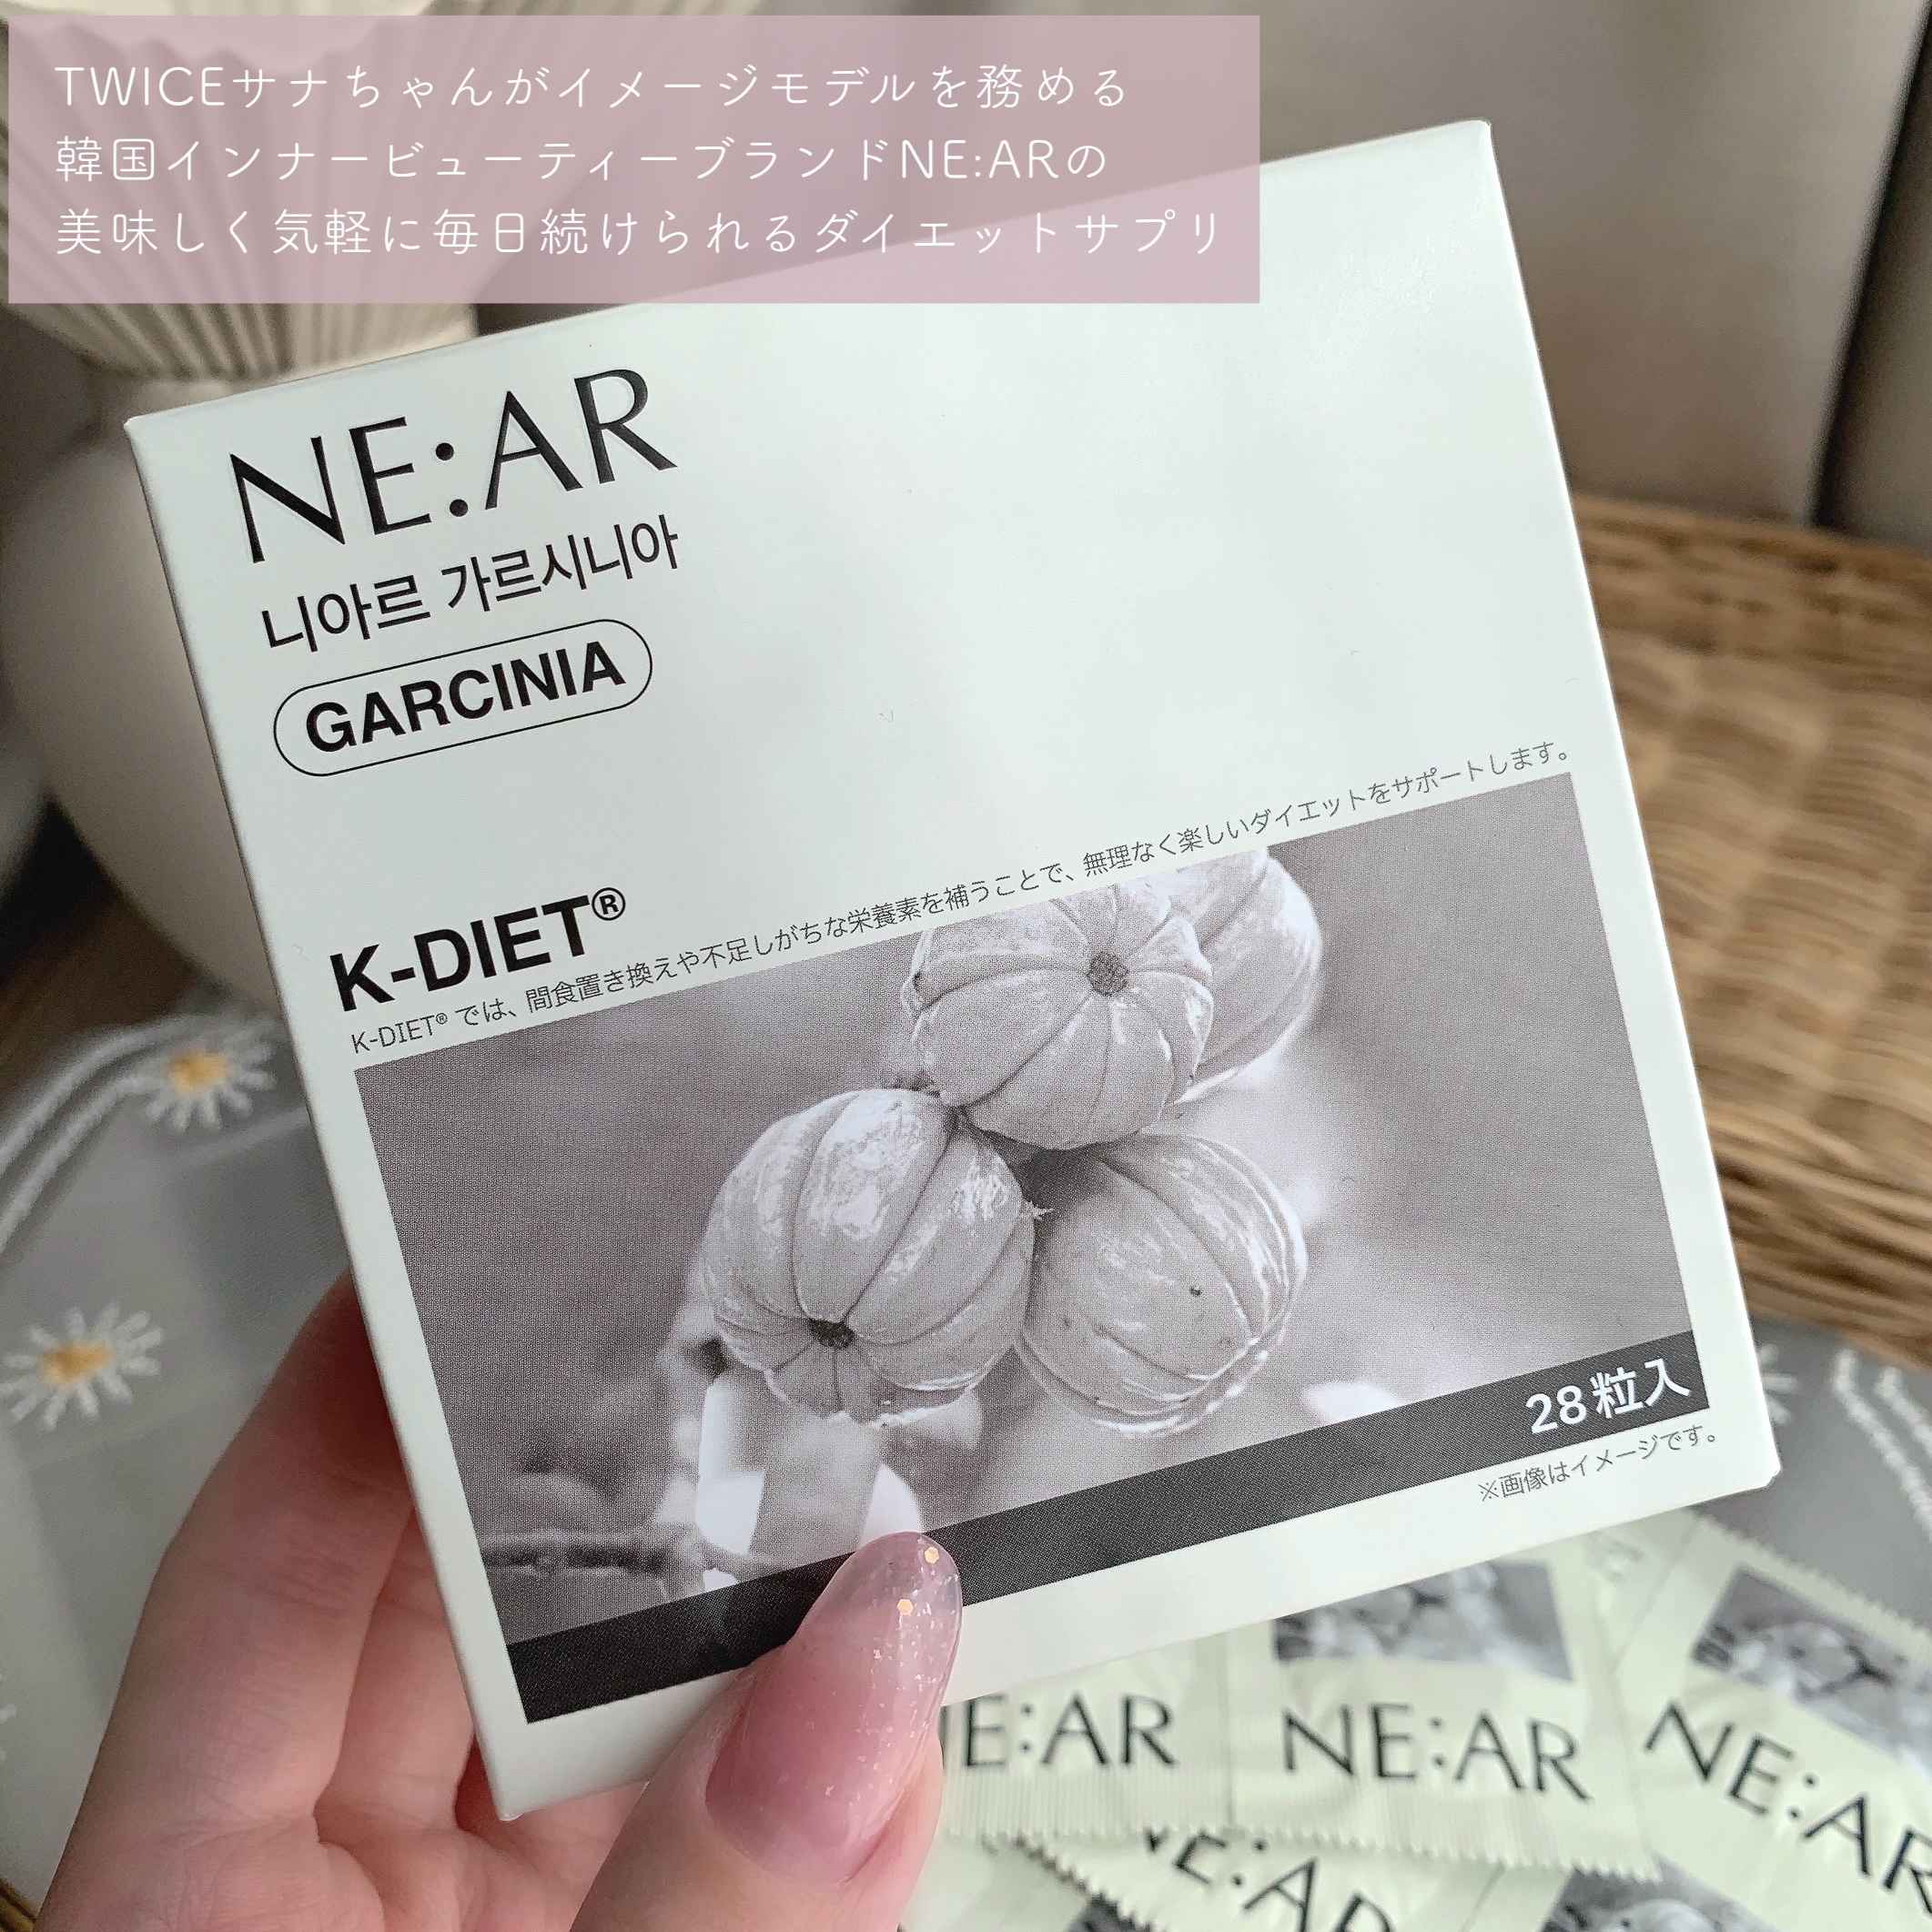 TWICEサナちゃんがイメージモデルを務める
韓国インナービューティーブランドNE:ARの
美味しく気軽に毎日続けられるダイエットサプリ
NE:AR
니아르 가르시니아
GARCINIA
K-DIET®
K-DIET® では、間食置き換えや不足しがちな栄養素を補うことで、無理なく楽しいダイエットをサポートします。
28粒入
※画像はイメージです。
NE:AR
NE:AR
NE:AR
NE:AR